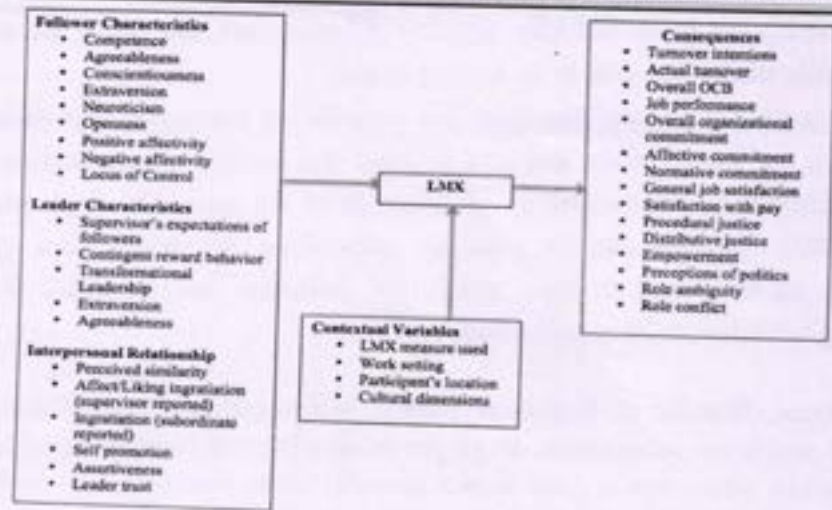 Follower Characteristics
• Competence
• Agreeableness
• Conscientiousness
• Extraversion
• Neuroticism
• Openness
• Positive affectivity
• Negative affectivity
• Locus of Control
Leader Characteristics
• Supervisor's expectations of
followers
• Contingent reward behavior
• Transformational
Leadership
• Extraversion
• Agreeableness
Interpersonal Relationship
• Perceived similarity
• Affect/Liking ingratiation
(supervisor reported)
• Ingratiation (subordinate
reported)
• Self promotion
• Assertiveness
• Leader trust
LMX
Contextual Variables
• LMX measure used
• Work setting
• Participant's location
• Cultural dimensions
Consequences
• Turnover intentions
• Actual turnover
• Overall OCB
• Job performance
• Overall organizational
commitment
• Affective commitment
• Normative commitment
• General job satisfaction
• Satisfaction with pay
• Procedural justice
• Distributive justice
• Empowerment
• Perceptions of politics
• Role ambiguity
• Role conflict